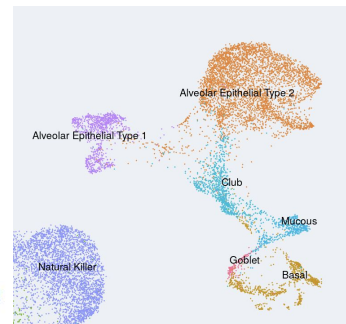 Alveolar Epithelial Type 2
Alveolar Epithelial Type 1
Club
Mucous
Goblet
Natural Killer
Basal